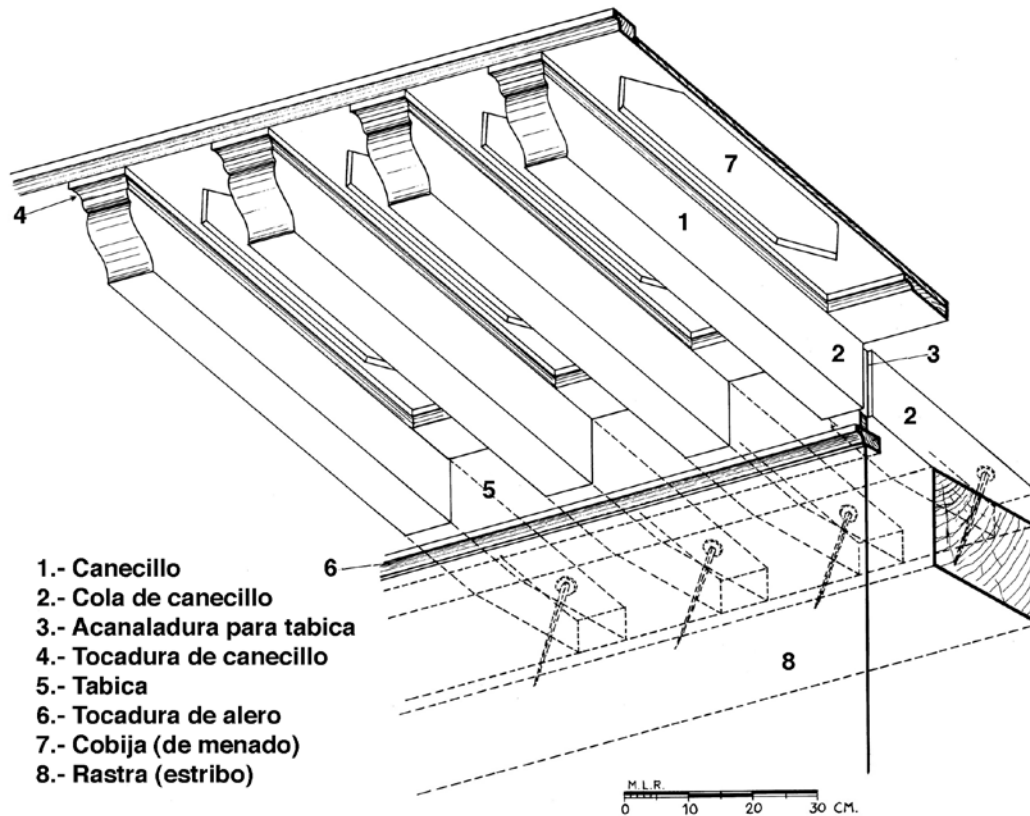 7
1
4
2
3
2
5
6
8
1.- Canecillo
2.- Cola de canecillo
3.- Acanaladura para tabica
4.- Tocadura de canecillo
5.- Tabica
6.- Tocadura de alero
7.- Cobija (de menado)
8.- Rastra (estribo)
M.L.R.
0 10 20 30 CM.